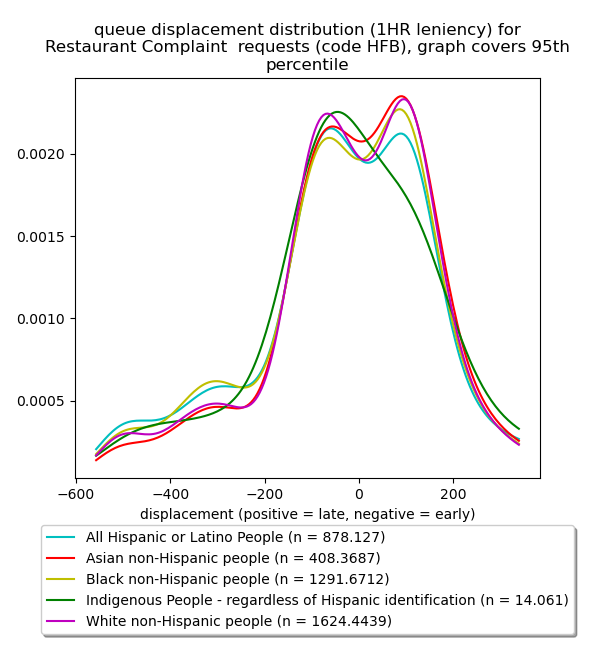 queue displacement distribution (1HR leniency) for
Restaurant Complaint  requests (code HFB), graph covers 95th
percentile
0.0020
0.0015
0.0010
0.0005
−600 −400 −200 0 200
displacement (positive = late, negative = early)
All Hispanic or Latino People (n = 878.127)
Asian non-Hispanic people (n = 408.3687)
Black non-Hispanic people (n = 1291.6712)
Indigenous People - regardless of Hispanic identification (n = 14.061)
White non-Hispanic people (n = 1624.4439)